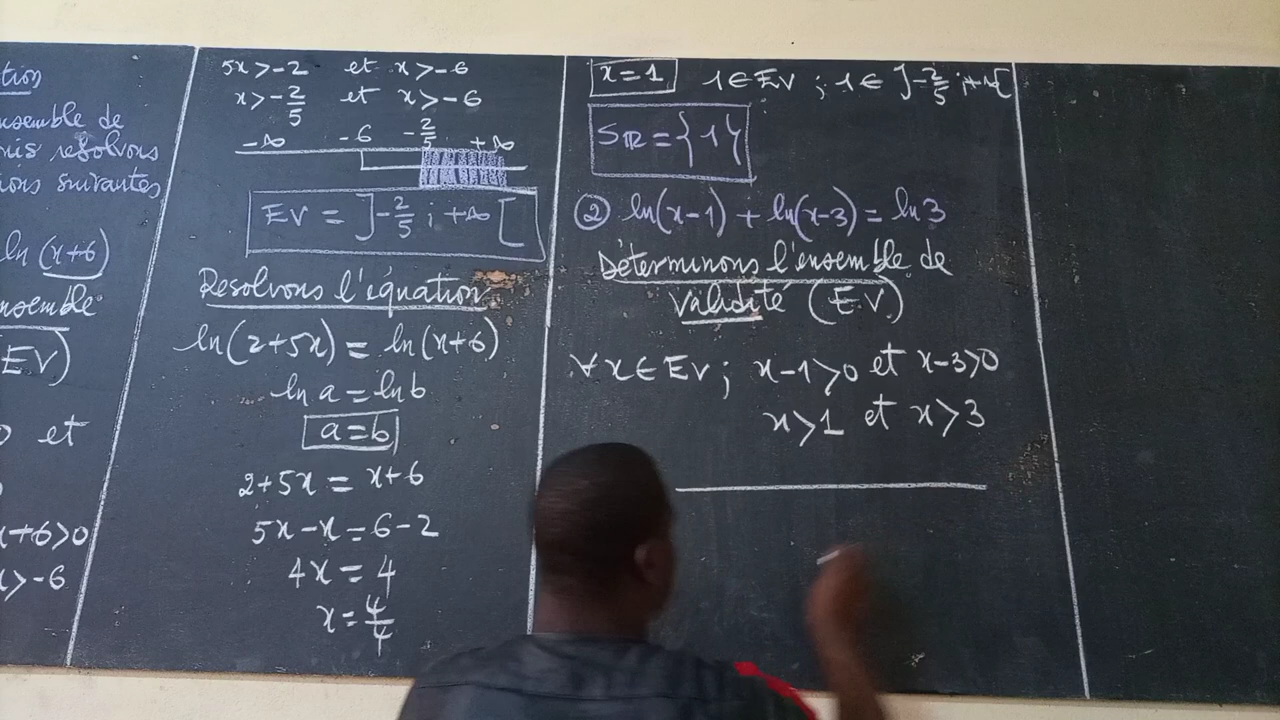 tion
nsemble de
resolvons
ions suivantes
ln(x+6)
nsemble
EV)
et
x+6>0
x>-6
5x>-2 et x>-6
x>-2/5 et x>-6
-∞ -6 -2/5 +∞
EV = ]-2/5 ; +∞[
Resolvons l'équation
ln(2+5x) = ln(x+6)
ln a = ln b
a=b
2+5x = x+6
5x-x=6-2
4x=4
x=4/4
x=1 1∈EV ; 1∈ ]-2/5 ; +∞[
Sℝ={1}
② ln(x-1) + ln(x-3) = ln3
Déterminons l'ensemble de
validité (EV)
∀x∈EV; x-1>0 et x-3>0
x>1 et x>3